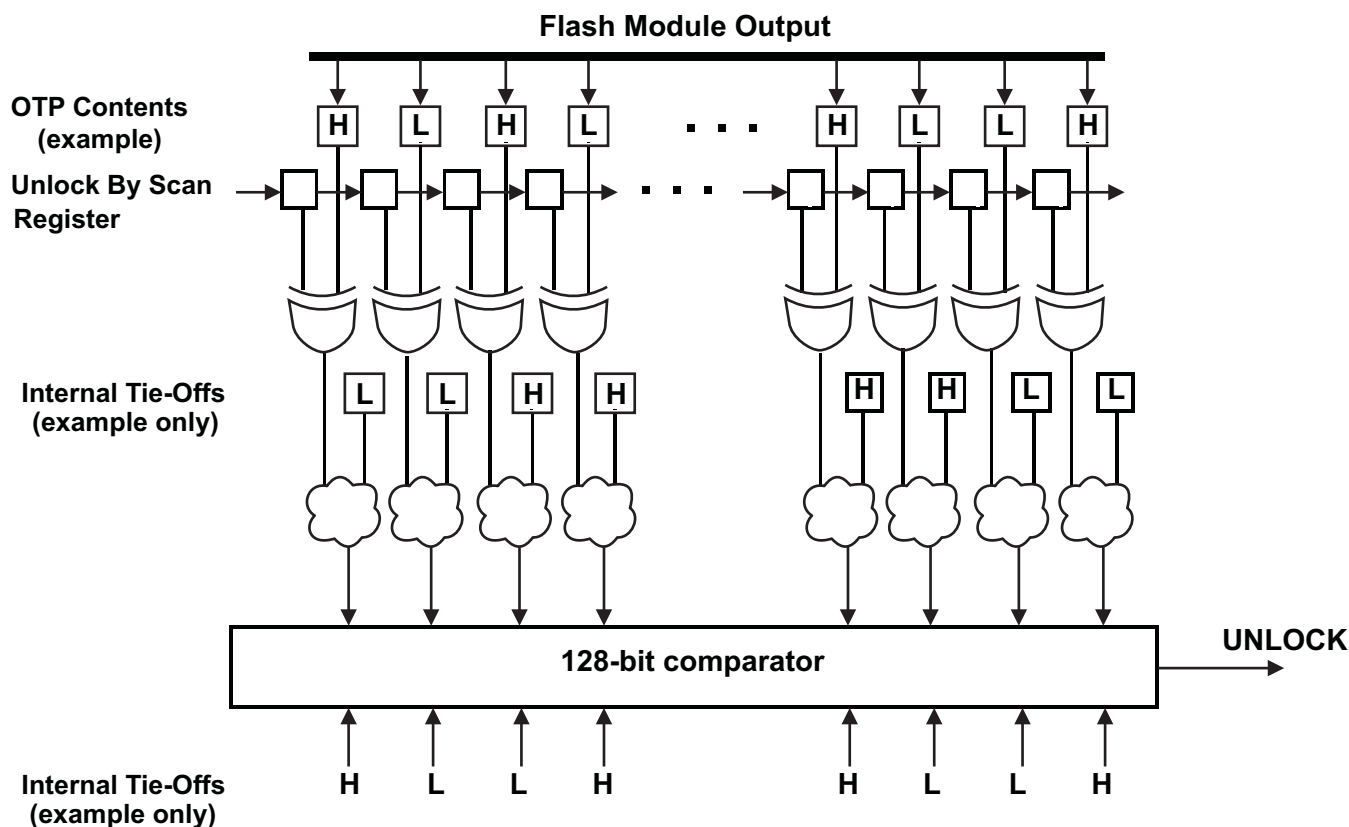 Flash Module Output
OTP Contents
(example)
H L H L . . . H L L H
Unlock By Scan
Register
. . .
Internal Tie-Offs
(example only)
L L H H H H L L
128-bit comparator
UNLOCK
Internal Tie-Offs
(example only)
H L L H H L L H